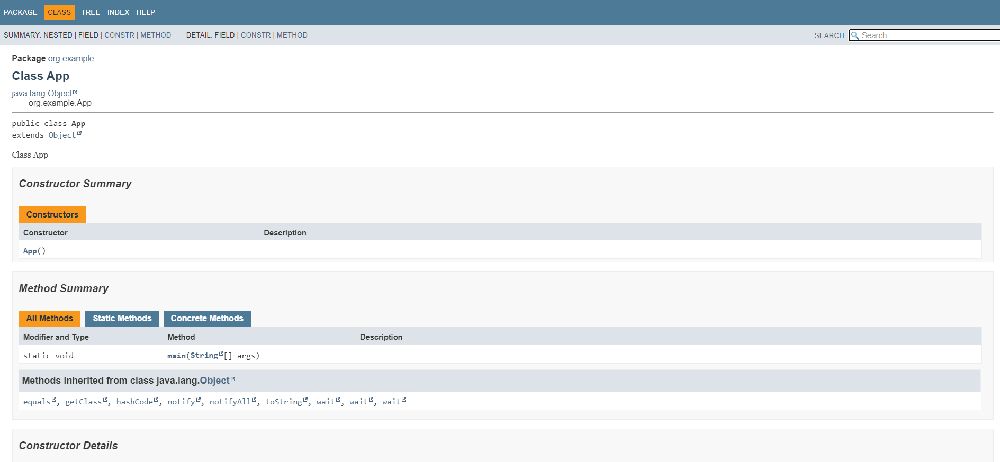 PACKAGE CLASS TREE INDEX HELP
SUMMARY: NESTED | FIELD | CONSTR | METHOD DETAIL: FIELD | CONSTR | METHOD SEARCH Search
Package org.example
Class App
java.lang.Object
org.example.App
public class App
extends Object
Class App
Constructor Summary
Constructors
Constructor Description
App()
Method Summary
All Methods Static Methods Concrete Methods
Modifier and Type Method Description
static void main(String[] args)
Methods inherited from class java.lang.Object
equals, getClass, hashCode, notify, notifyAll, toString, wait, wait, wait
Constructor Details